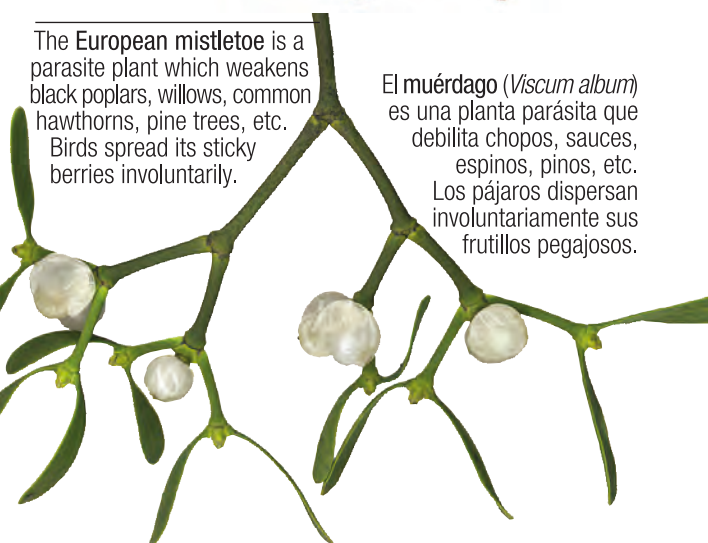 The European mistletoe is a
parasite plant which weakens
black poplars, willows, common
hawthorns, pine trees, etc.
Birds spread its sticky
berries involuntarily.
El muérdago (Viscum album)
es una planta parásita que
debilita chopos, sauces,
espinos, pinos, etc.
Los pájaros dispersan
involuntariamente sus
frutillos pegajosos.